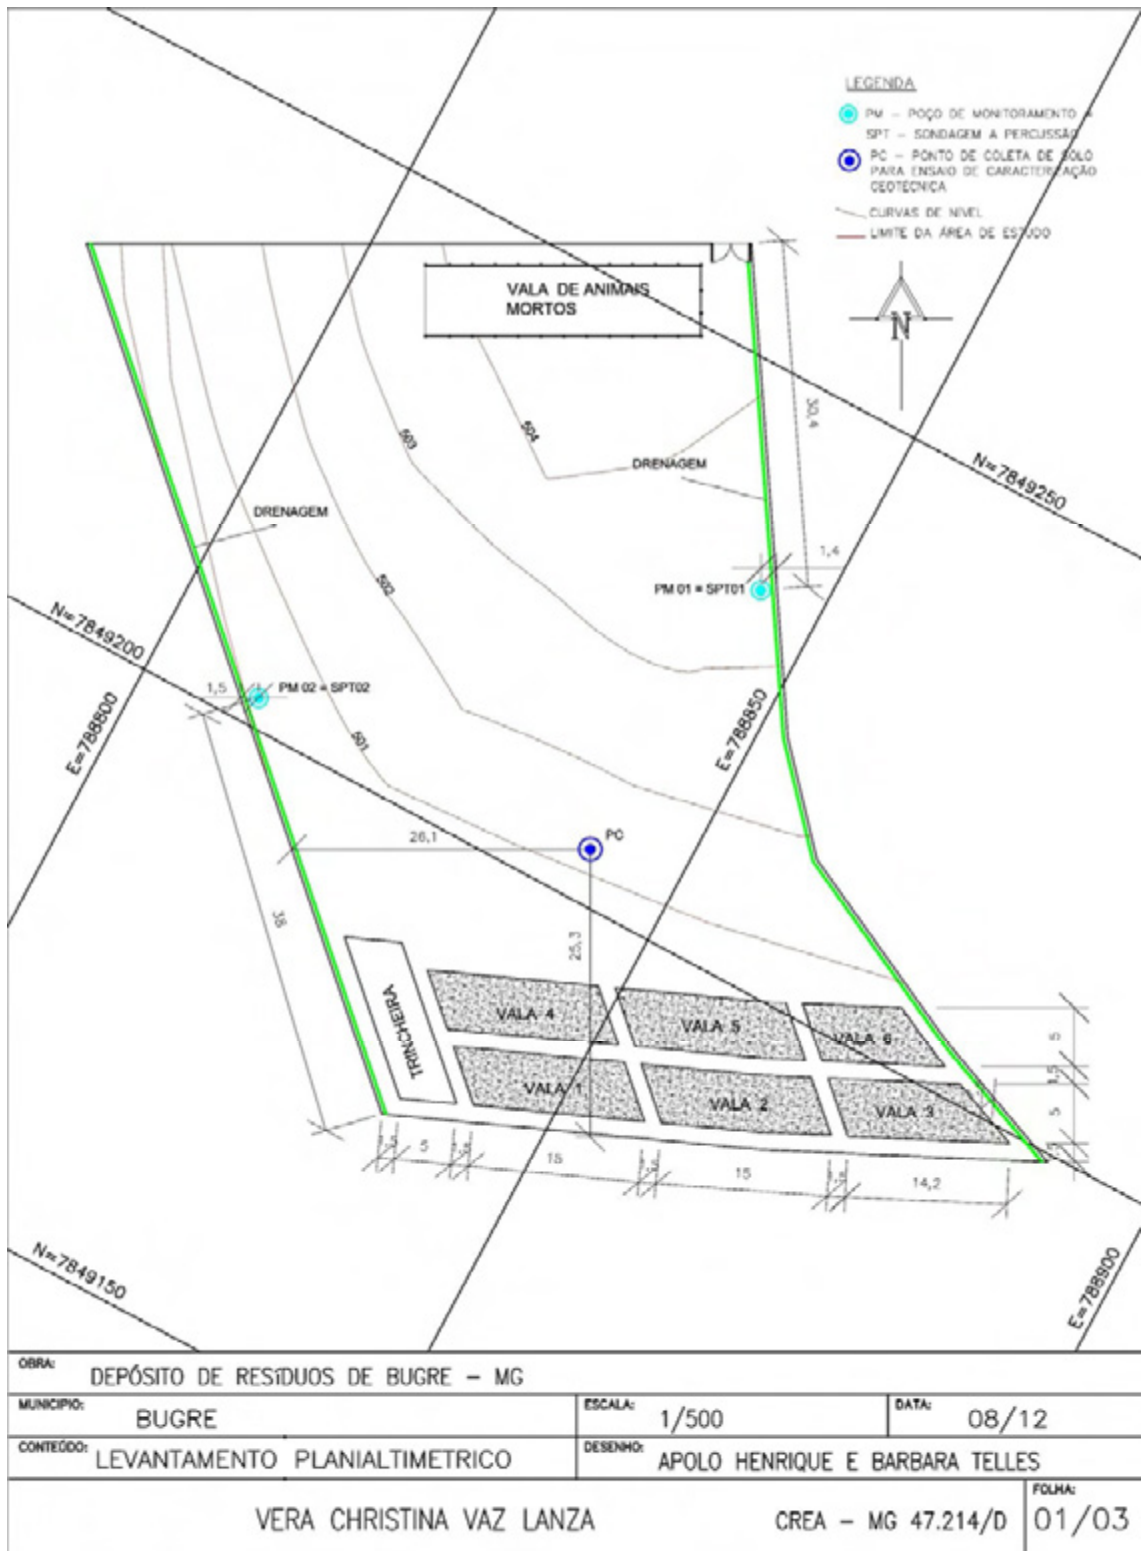 LEGENDA
PM – POÇO DE MONITORAMENTO
SPT – SONDAGEM A PERCUSSÃO
PC – PONTO DE COLETA DE SOLO
PARA ENSAIO DE CARACTERIZAÇÃO
GEOTECNICA
CURVAS DE NIVEL
LIMITE DA ÁREA DE ESTUDO
N
VALA DE ANIMAIS
MORTOS
30,4
503
504
DRENAGEM
N=7849250
DRENAGEM
1,4
PM 01 = SPT01
502
N=7849200
PM 02 = SPT02
1,5
E=788800
E=788850
501
PC
26,1
38
25,3
TRINCHEIRA
VALA 4
VALA 5
VALA 6
5
1,5
VALA 1
VALA 2
VALA 3
5
5
15
15
14,2
N=7849150
E=788900
OBRA:
DEPÓSITO DE RESíDUOS DE BUGRE – MG
MUNICIPIO:
BUGRE
ESCALA:
1/500
DATA:
08/12
CONTEÚDO:
LEVANTAMENTO PLANIALTIMETRICO
DESENHO:
APOLO HENRIQUE E BARBARA TELLES
VERA CHRISTINA VAZ LANZA
CREA – MG 47.214/D
FOLHA:
01/03